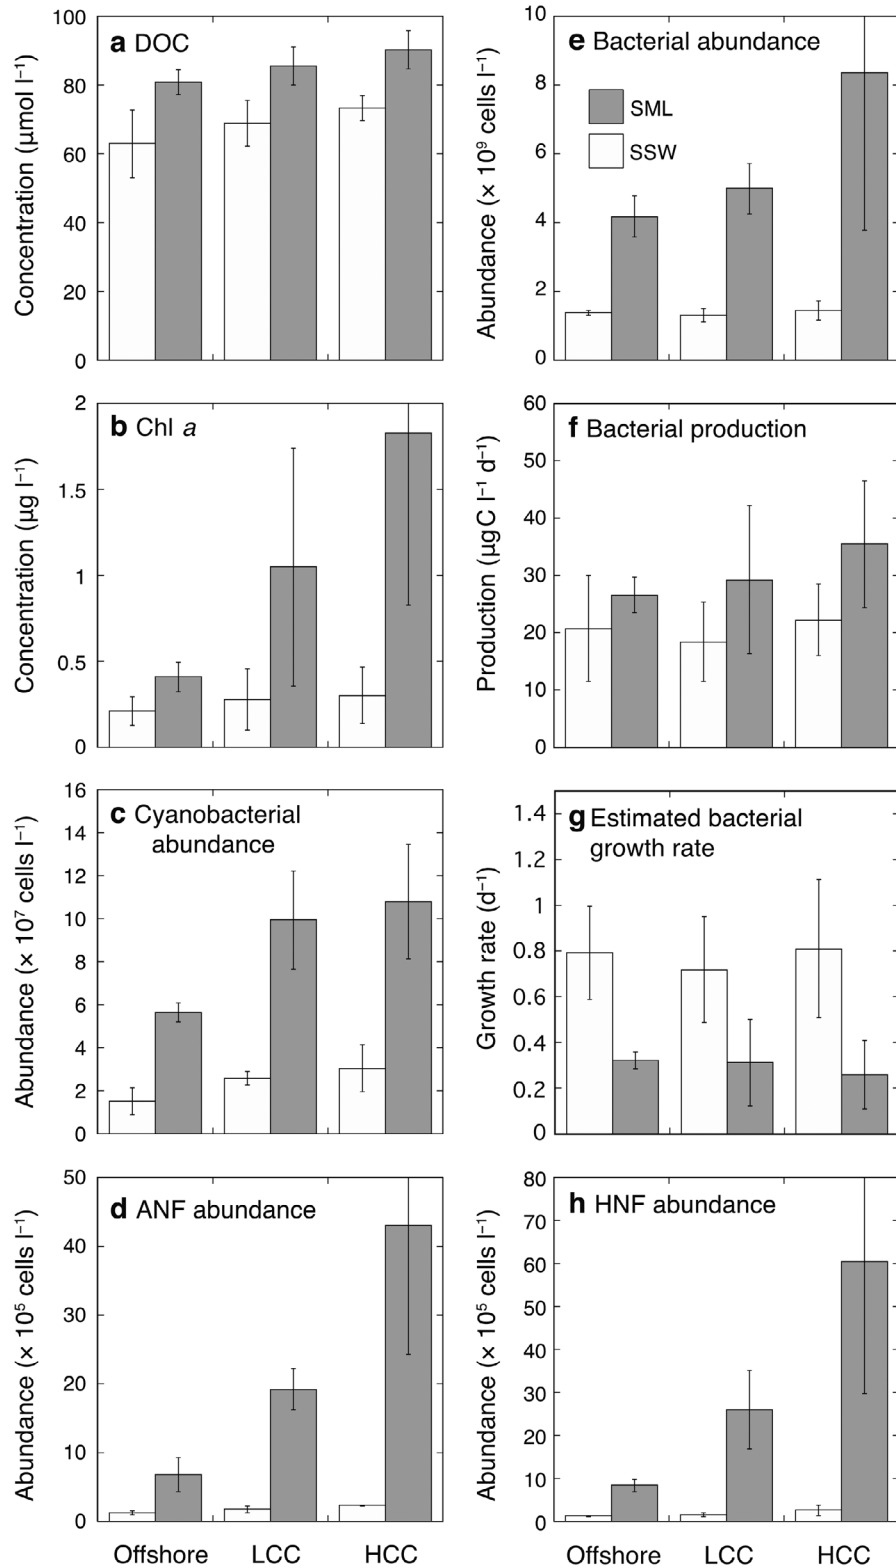 a DOC
Concentration (µmol l⁻¹)
100
80
60
40
20
0
b Chl a
Concentration (µg l⁻¹)
2
1.5
1
0.5
0
c Cyanobacterial
abundance
Abundance (× 10⁷ cells l⁻¹)
16
14
12
10
8
6
4
2
0
d ANF abundance
Abundance (× 10⁵ cells l⁻¹)
50
40
30
20
10
0
Offshore LCC HCC
e Bacterial abundance
SML
SSW
Abundance (× 10⁹ cells l⁻¹)
10
8
6
4
2
0
f Bacterial production
Production (µgC l⁻¹ d⁻¹)
60
50
40
30
20
10
0
g Estimated bacterial
growth rate
Growth rate (d⁻¹)
1.4
1.2
1
0.8
0.6
0.4
0.2
0
h HNF abundance
Abundance (× 10⁵ cells l⁻¹)
80
70
60
50
40
30
20
10
0
Offshore LCC HCC